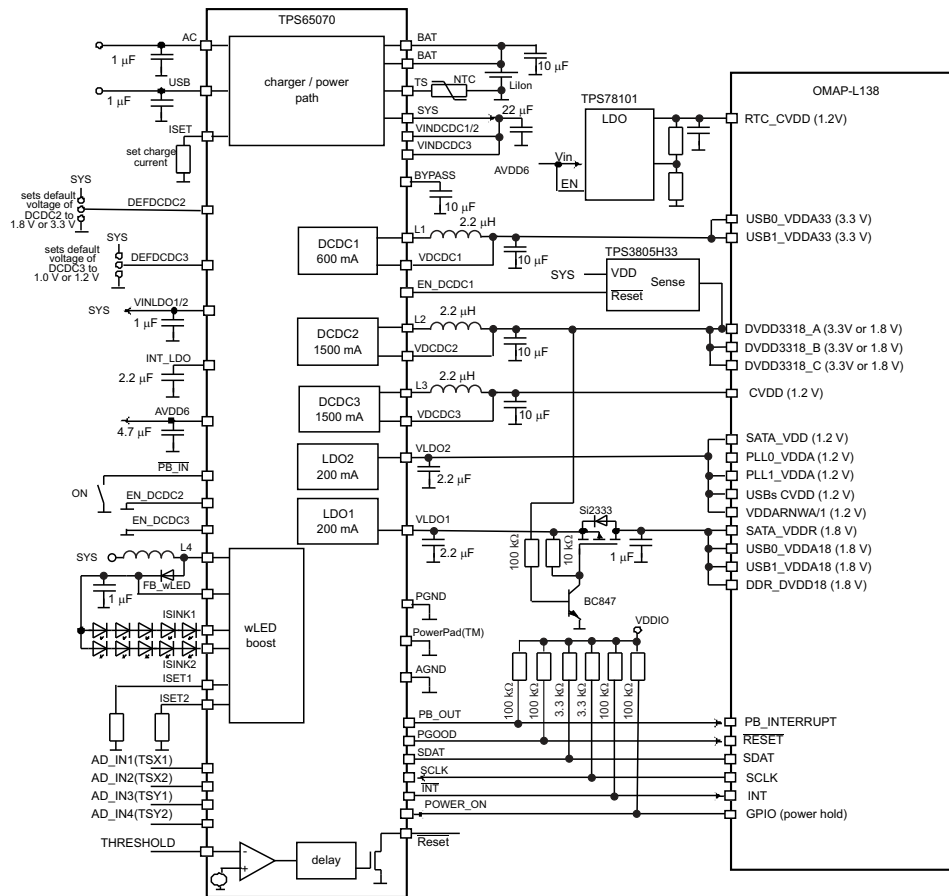 TPS65070
AC
1 μF
USB
1 μF
ISET
set charge
current
SYS
sets default
voltage of
DCDC2 to
1.8 V or 3.3 V
DEFDCDC2
SYS
sets default
voltage of
DCDC3 to
1.0 V or 1.2 V
DEFDCDC3
SYS
VINLDO1/2
1 μF
INT_LDO
2.2 μF
AVDD6
4.7 μF
PB_IN
ON
EN_DCDC2
EN_DCDC3
SYS
L4
FB_wLED
1 μF
ISINK1
ISINK2
ISET1
ISET2
AD_IN1(TSX1)
AD_IN2(TSX2)
AD_IN3(TSY1)
AD_IN4(TSY2)
THRESHOLD
charger / power
path
DCDC1
600 mA
DCDC2
1500 mA
DCDC3
1500 mA
LDO2
200 mA
LDO1
200 mA
wLED
boost
-
+
delay
BAT
BAT
10 μF
TS
NTC
LiIon
SYS
22 μF
VINDCDC1/2
VINDCDC3
BYPASS
10 μF
L1
2.2 μH
VDCDC1
10 μF
EN_DCDC1
L2
2.2 μH
VDCDC2
10 μF
L3
2.2 μH
VDCDC3
10 μF
VLDO2
2.2 μF
VLDO1
2.2 μF
PGND
PowerPad(TM)
AGND
PB_OUT
PGOOD
SDAT
SCLK
INT
POWER_ON
Reset
TPS78101
LDO
AVDD6
Vin
EN
TPS3805H33
SYS
VDD
Sense
Reset
Si2333
100 kΩ
10 kΩ
1 μF
BC847
VDDIO
100 kΩ
100 kΩ
3.3 kΩ
3.3 kΩ
100 kΩ
100 kΩ
OMAP-L138
RTC_CVDD (1.2V)
USB0_VDDA33 (3.3 V)
USB1_VDDA33 (3.3 V)
DVDD3318_A (3.3V or 1.8 V)
DVDD3318_B (3.3V or 1.8 V)
DVDD3318_C (3.3V or 1.8 V)
CVDD (1.2 V)
SATA_VDD (1.2 V)
PLL0_VDDA (1.2 V)
PLL1_VDDA (1.2 V)
USBs CVDD (1.2 V)
VDDARNWA/1 (1.2 V)
SATA_VDDR (1.8 V)
USB0_VDDA18 (1.8 V)
USB1_VDDA18 (1.8 V)
DDR_DVDD18 (1.8 V)
PB_INTERRUPT
RESET
SDAT
SCLK
INT
GPIO (power hold)